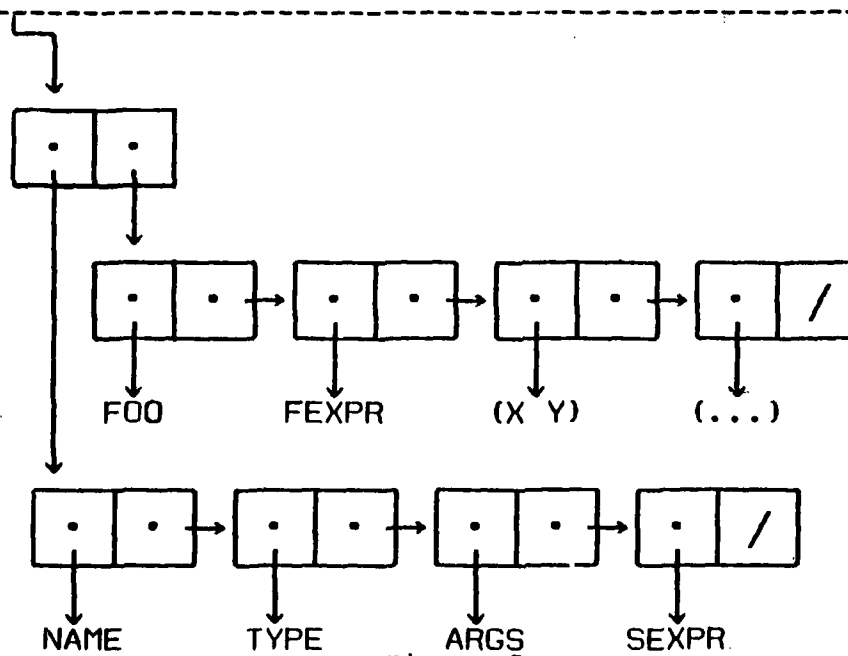 FOO FEXPR (X Y) (...)
NAME TYPE ARGS SEXPR